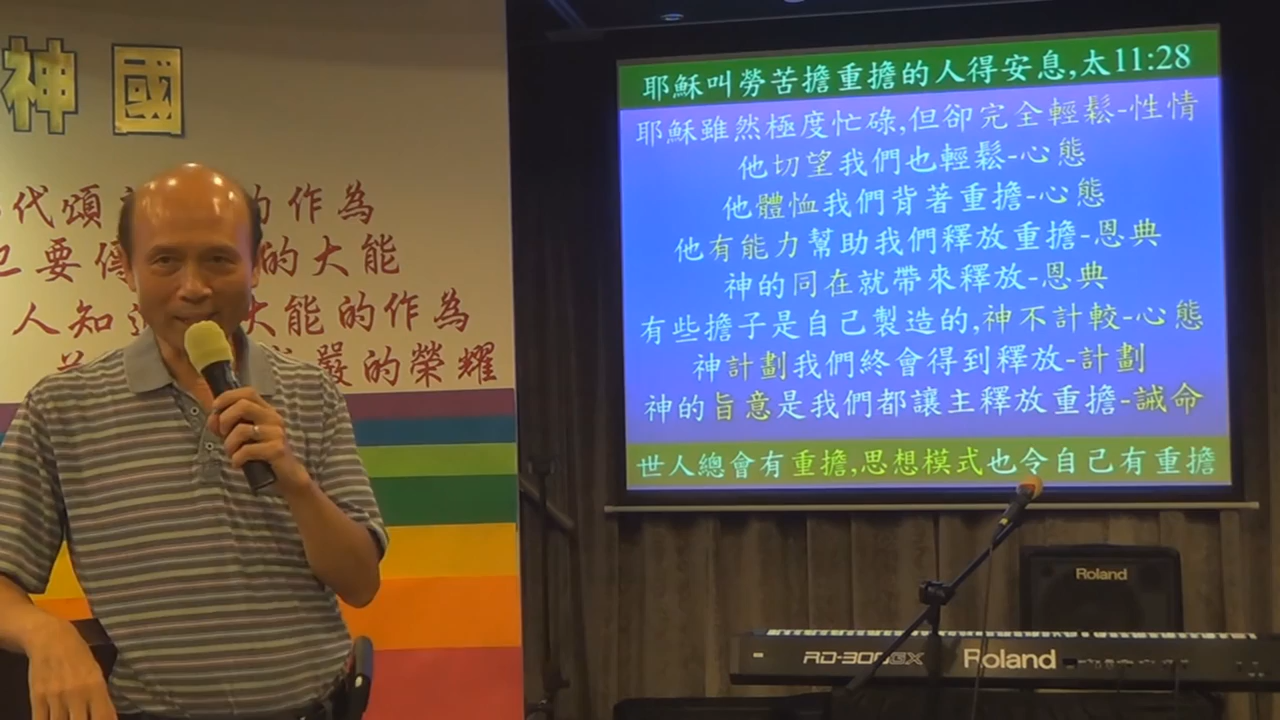 神國
代頌 的作為
也要傳 的大能
人知道 大能的作為
嚴的榮耀
耶穌叫勞苦擔重擔的人得安息,太11:28
耶穌雖然極度忙碌,但卻完全輕鬆-性情
他切望我們也輕鬆-心態
他體恤我們背著重擔-心態
他有能力幫助我們釋放重擔-恩典
神的同在就帶來釋放-恩典
有些擔子是自己製造的,神不計較-心態
神計劃我們終會得到釋放-計劃
神的旨意是我們都讓主釋放重擔-誡命
世人總會有重擔,思想模式也令自己有重擔
Roland
RD-300GX Roland